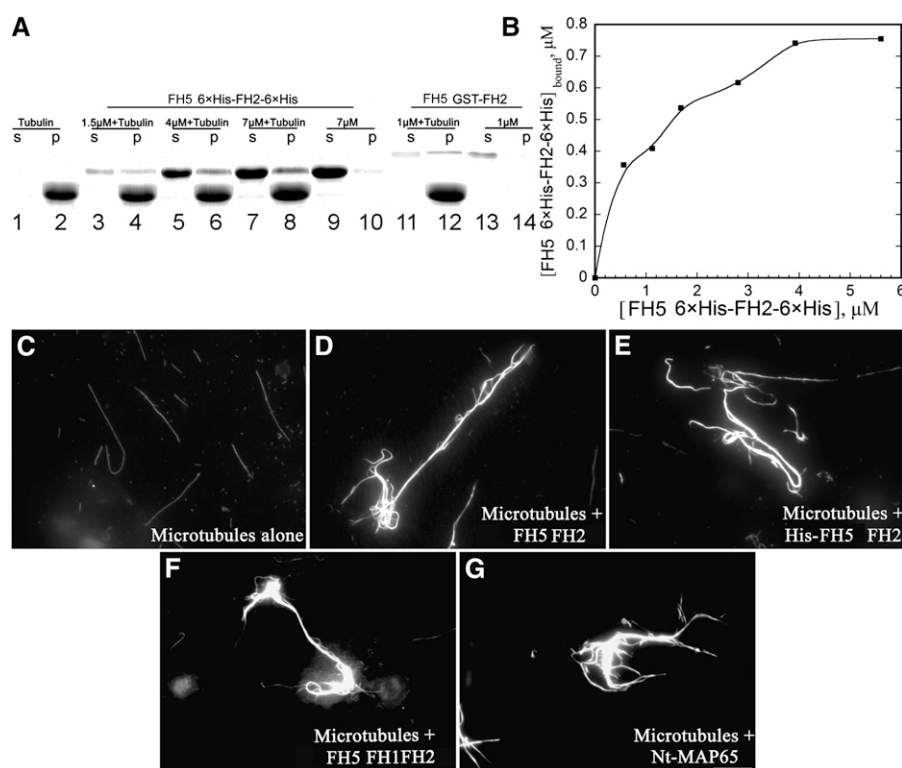 A
FH5 6×His-FH2-6×His
FH5 GST-FH2
Tubulin 1.5μM+Tubulin 4μM+Tubulin 7μM+Tubulin 7μM 1μM+Tubulin 1μM
s p s p s p s p s p s p s p
1 2 3 4 5 6 7 8 9 10 11 12 13 14
B
[FH5 6×His-FH2-6×His]bound, μM
0.8
0.7
0.6
0.5
0.4
0.3
0.2
0.1
0
0 1 2 3 4 5 6
[FH5 6×His-FH2-6×His], μM
C
Microtubules alone
D
Microtubules +
FH5 FH2
E
Microtubules +
His-FH5 FH2
F
Microtubules +
FH5 FH1FH2
G
Microtubules +
Nt-MAP65